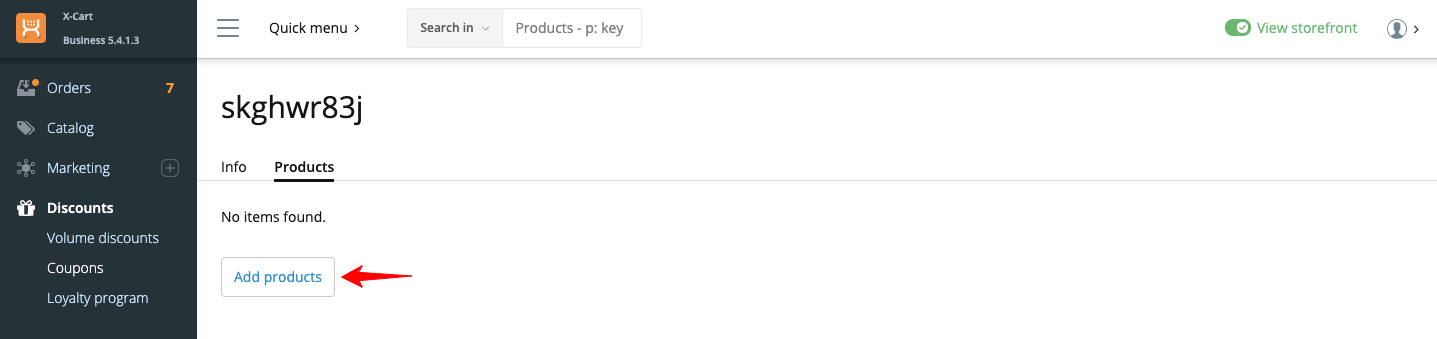 X-Cart
Business 5.4.1.3
Quick menu >
Search in
Products - p: key
View storefront
Orders 7
Catalog
Marketing
Discounts
Volume discounts
Coupons
Loyalty program
skghwr83j
Info
Products
No items found.
Add products